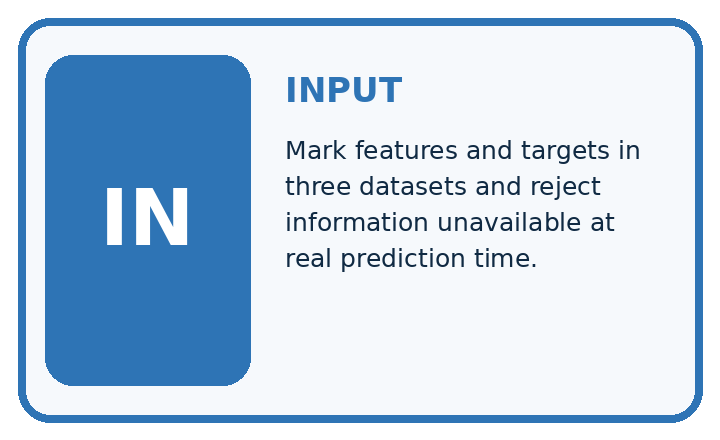 IN
INPUT
Mark features and targets in
three datasets and reject
information unavailable at
real prediction time.